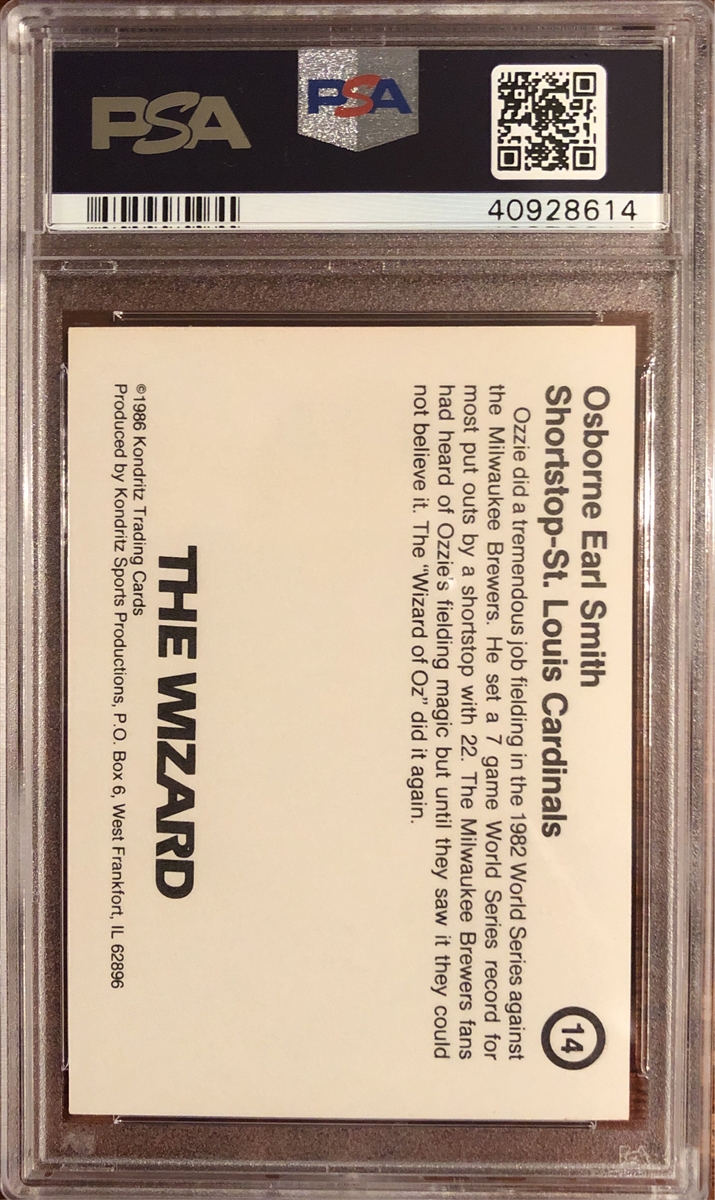 PSA
PSA
40928614
Osborne Earl Smith
Shortstop-St. Louis Cardinals
14
Ozzie did a tremendous job fielding in the 1982 World Series against
the Milwaukee Brewers. He set a 7 game World Series record for
most put outs by a shortstop with 22. The Milwaukee Brewers fans
had heard of Ozzie's fielding magic but until they saw it they could
not believe it. The "Wizard of Oz" did it again.
THE WIZARD
©1986 Kondritz Trading Cards
Produced by Kondritz Sports Productions, P.O. Box 6, West Frankfort, IL 62896
PSA